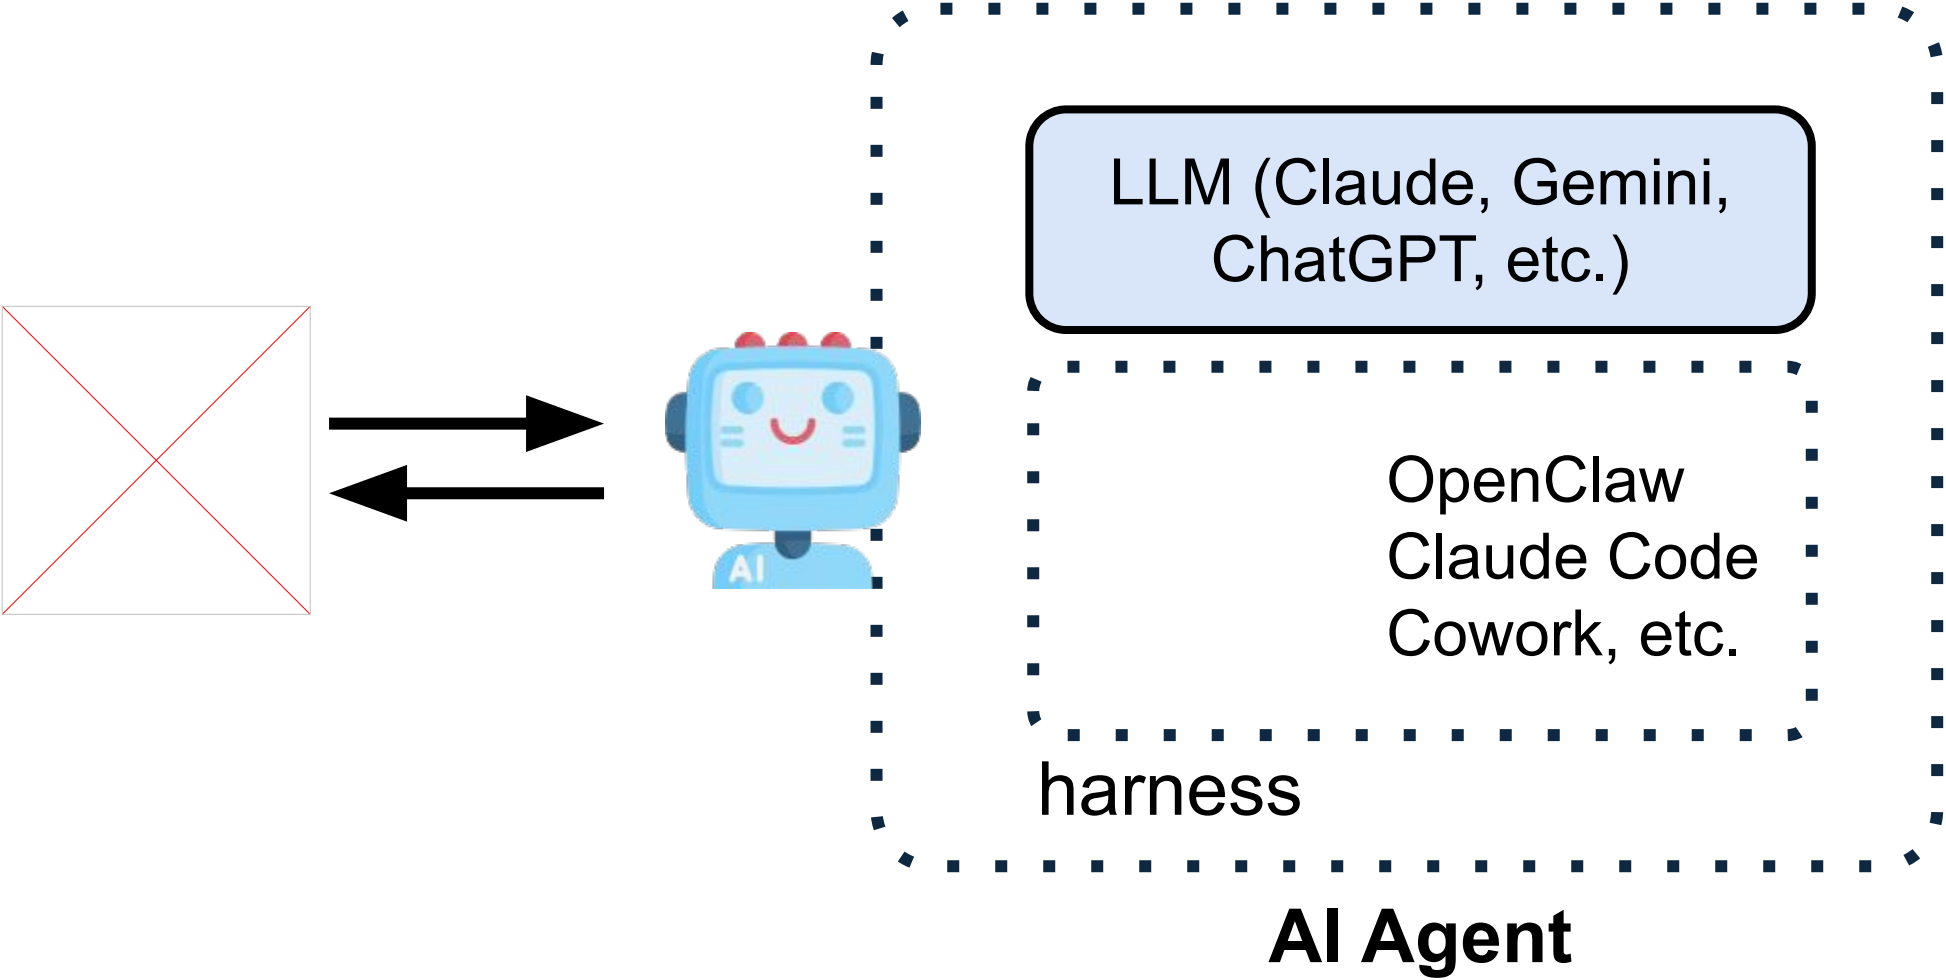 LLM (Claude, Gemini,
ChatGPT, etc.)
OpenClaw
Claude Code
Cowork, etc.
AI
harness
AI Agent